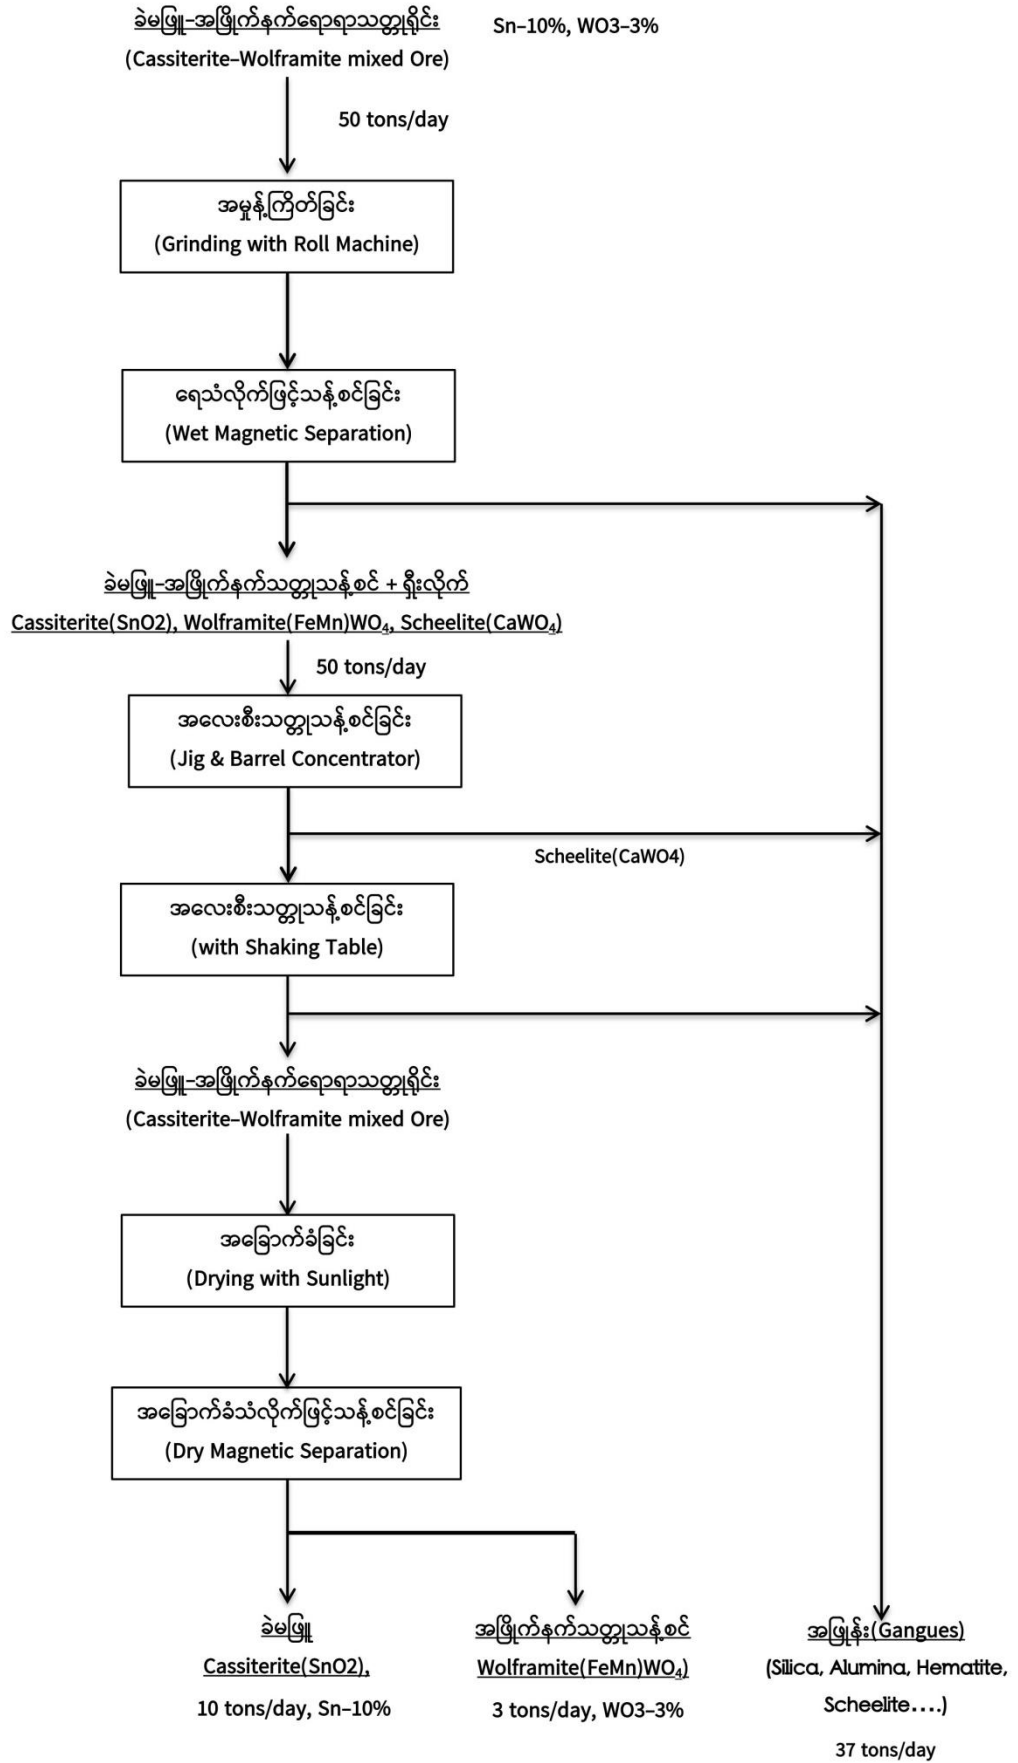 ခဲမဖြူ-အဖြိုက်နက်ရောရာသတ္တုရိုင်း Sn-10%, WO3-3%
(Cassiterite-Wolframite mixed Ore)
50 tons/day
အမှုန့်ကြိတ်ခြင်း
(Grinding with Roll Machine)
ရေသံလိုက်ဖြင့်သန့်စင်ခြင်း
(Wet Magnetic Separation)
ခဲမဖြူ-အဖြိုက်နက်သတ္တုသန့်စင် + ရှီးလိုက်
Cassiterite(SnO2), Wolframite(FeMn)WO₄, Scheelite(CaWO₄)
50 tons/day
အလေးစီးသတ္တုသန့်စင်ခြင်း
(Jig & Barrel Concentrator)
Scheelite(CaWO4)
အလေးစီးသတ္တုသန့်စင်ခြင်း
(with Shaking Table)
ခဲမဖြူ-အဖြိုက်နက်ရောရာသတ္တုရိုင်း
(Cassiterite-Wolframite mixed Ore)
အခြောက်ခံခြင်း
(Drying with Sunlight)
အခြောက်ခံသံလိုက်ဖြင့်သန့်စင်ခြင်း
(Dry Magnetic Separation)
ခဲမဖြူ
Cassiterite(SnO2),
10 tons/day, Sn-10%
အဖြိုက်နက်သတ္တုသန့်စင်
Wolframite(FeMn)WO₄)
3 tons/day, WO3-3%
အဖြုန်း(Gangues)
(Silica, Alumina, Hematite,
Scheelite....)
37 tons/day